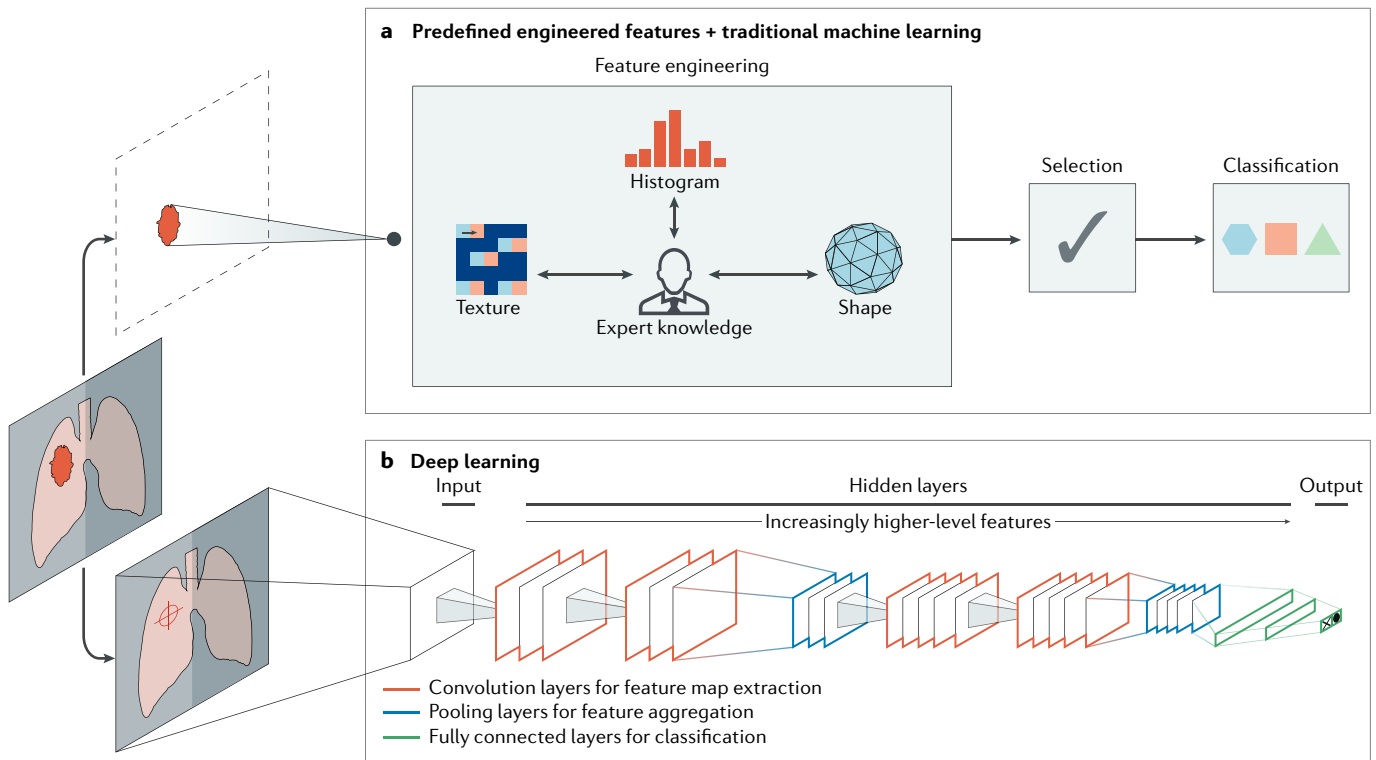 a Predefined engineered features + traditional machine learning
Feature engineering
Histogram
Texture
Expert knowledge
Shape
Selection
Classification
b Deep learning
Input
Hidden layers
Output
Increasingly higher-level features
Convolution layers for feature map extraction
Pooling layers for feature aggregation
Fully connected layers for classification